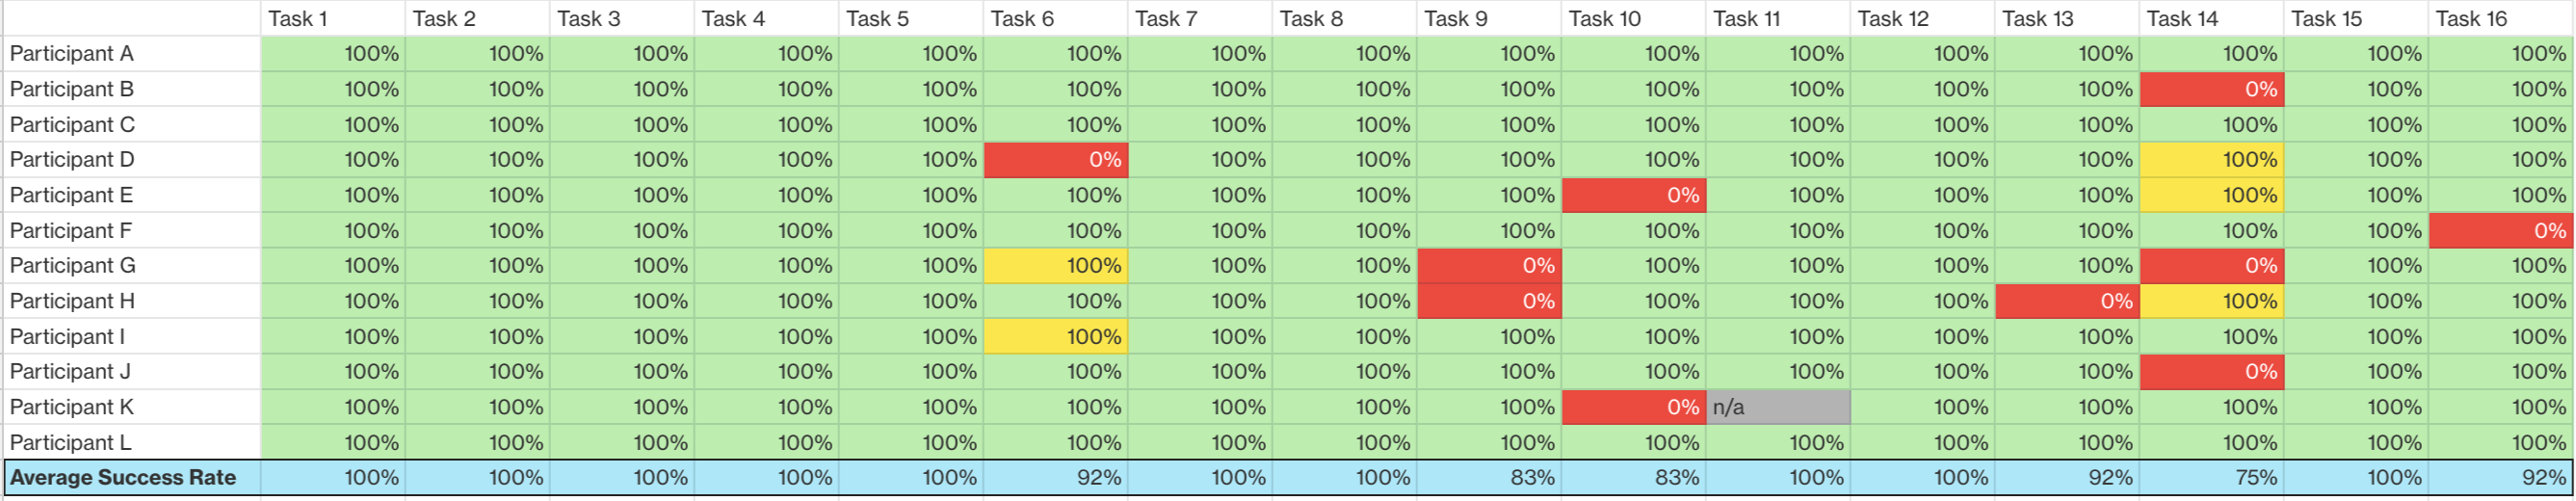 Task 1 Task 2 Task 3 Task 4 Task 5 Task 6 Task 7 Task 8 Task 9 Task 10 Task 11 Task 12 Task 13 Task 14 Task 15 Task 16
Participant A 100% 100% 100% 100% 100% 100% 100% 100% 100% 100% 100% 100% 100% 100% 100% 100%
Participant B 100% 100% 100% 100% 100% 100% 100% 100% 100% 100% 100% 100% 100% 0% 100% 100%
Participant C 100% 100% 100% 100% 100% 100% 100% 100% 100% 100% 100% 100% 100% 100% 100% 100%
Participant D 100% 100% 100% 100% 100% 0% 100% 100% 100% 100% 100% 100% 100% 100% 100% 100%
Participant E 100% 100% 100% 100% 100% 100% 100% 100% 100% 0% 100% 100% 100% 100% 100% 100%
Participant F 100% 100% 100% 100% 100% 100% 100% 100% 100% 100% 100% 100% 100% 100% 100% 0%
Participant G 100% 100% 100% 100% 100% 100% 100% 100% 0% 100% 100% 100% 100% 0% 100% 100%
Participant H 100% 100% 100% 100% 100% 100% 100% 100% 0% 100% 100% 100% 0% 100% 100% 100%
Participant I 100% 100% 100% 100% 100% 100% 100% 100% 100% 100% 100% 100% 100% 100% 100% 100%
Participant J 100% 100% 100% 100% 100% 100% 100% 100% 100% 100% 100% 100% 100% 0% 100% 100%
Participant K 100% 100% 100% 100% 100% 100% 100% 100% 100% 0% n/a 100% 100% 100% 100% 100%
Participant L 100% 100% 100% 100% 100% 100% 100% 100% 100% 100% 100% 100% 100% 100% 100% 100%
Average Success Rate 100% 100% 100% 100% 100% 92% 100% 100% 83% 83% 100% 100% 92% 75% 100% 92%